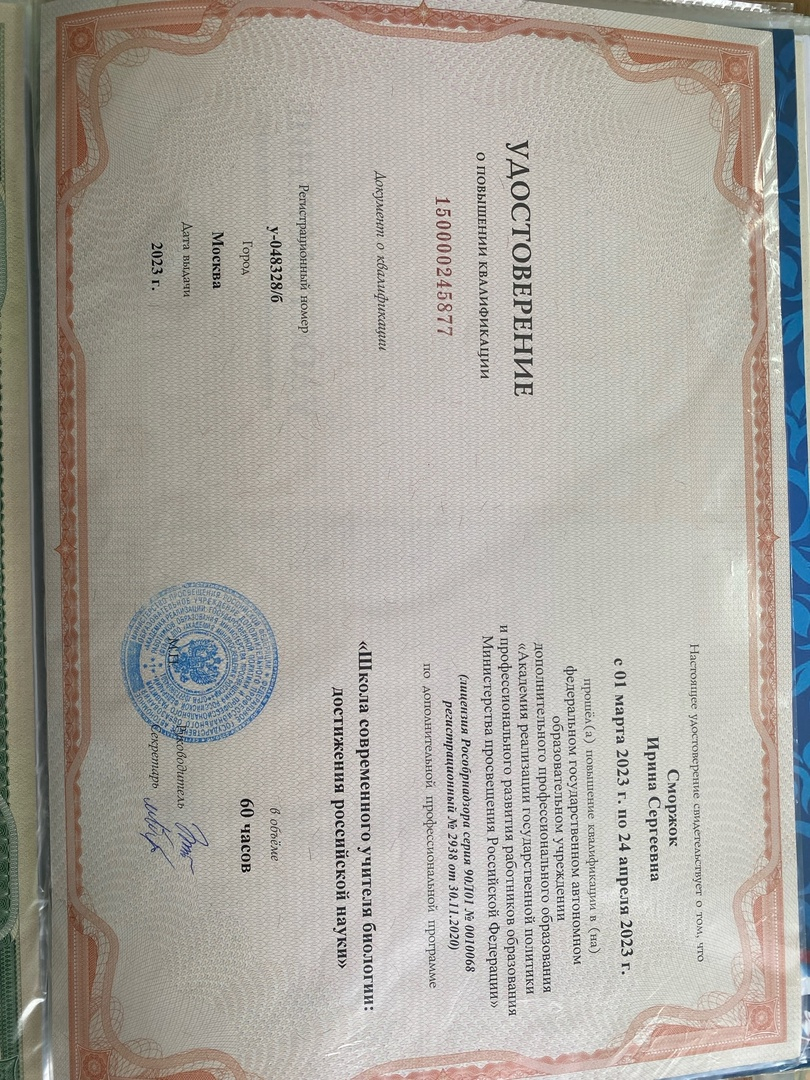 УДОСТОВЕРЕНИЕ
О ПОВЫШЕНИИ КВАЛИФИКАЦИИ
150000245877
Документ о квалификации
Регистрационный номер
у-048328/б
Город
Москва
Дата выдачи
2023 г.
Настоящее удостоверение свидетельствует о том, что
Сморжок
Ирина Сергеевна
с 01 марта 2023 г. по 24 апреля 2023 г.
прошёл(а) повышение квалификации в (на)
федеральном государственном автономном
образовательном учреждении
дополнительного профессионального образования
«Академия реализации государственной политики
и профессионального развития работников образования
Министерства просвещения Российской Федерации»
(лицензия Рособрнадзора серия 90Л01 № 0010068
регистрационный № 2938 от 30.11.2020)
по дополнительной профессиональной программе
«Школа современного учителя биологии:
достижения российской науки»
в объёме
60 часов
Руководитель
М.П.
Секретарь